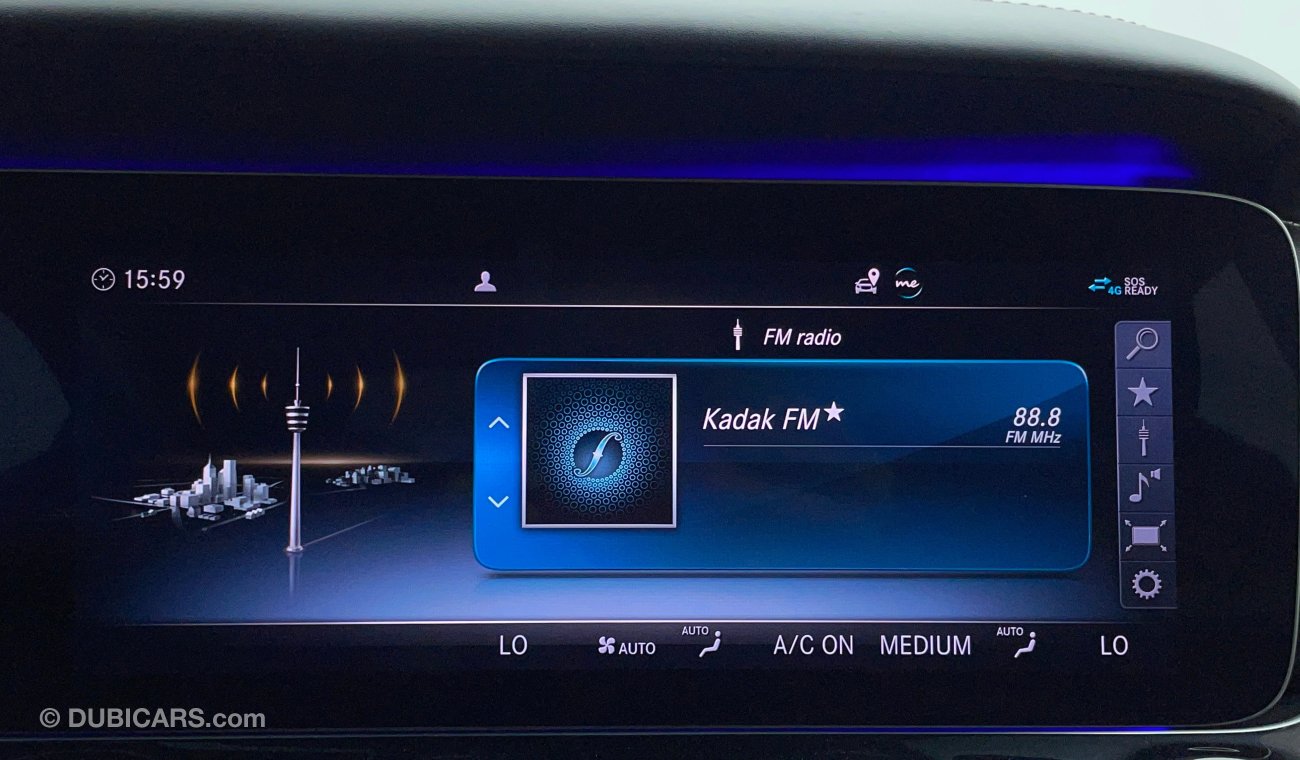 15:59
me
4G SOS READY
FM radio
Kadak FM★
88.8
FM MHz
LO AUTO AUTO A/C ON MEDIUM AUTO LO
© DUBICARS.com